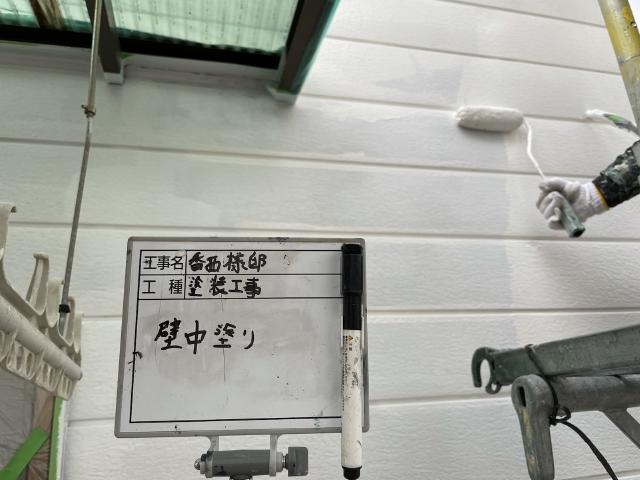 工事名 香西様邸
工種 塗装工事
壁中塗り